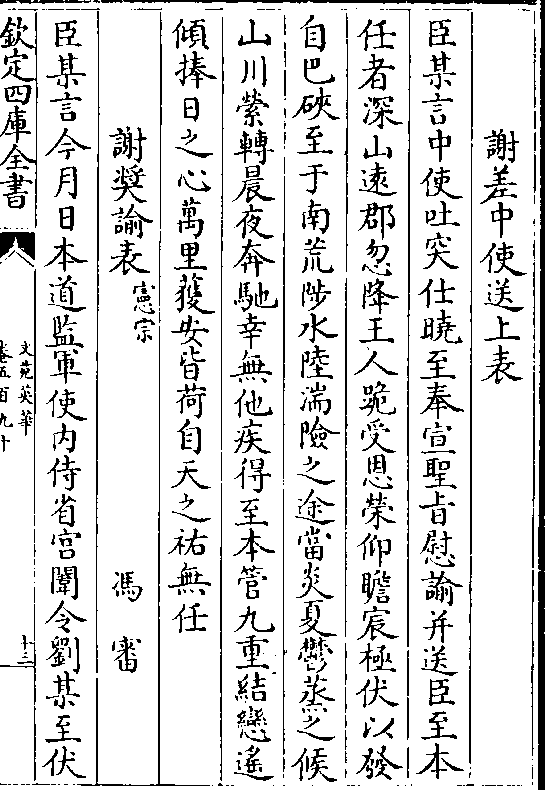 謝差中使送上表
臣某言中使吐突仕曉至奉宣聖旨慰諭并送臣至本
任者深山遠郡忽降王人跪受恩榮仰瞻宸極伏以發
自巴硤至于南荒陟水陸湍險之途當炎夏鬱蒸之候
山川縈轉晨夜奔馳幸無他疾得至本管九重結戀遙
傾捧日之心萬里獲安皆荷自天之祐無任
謝奨諭表憲宗 馮審
臣某言今月日本道監軍使内侍省宫闈令劉某至伏
欽定四庫全書
文苑英華
卷五百九十
十三